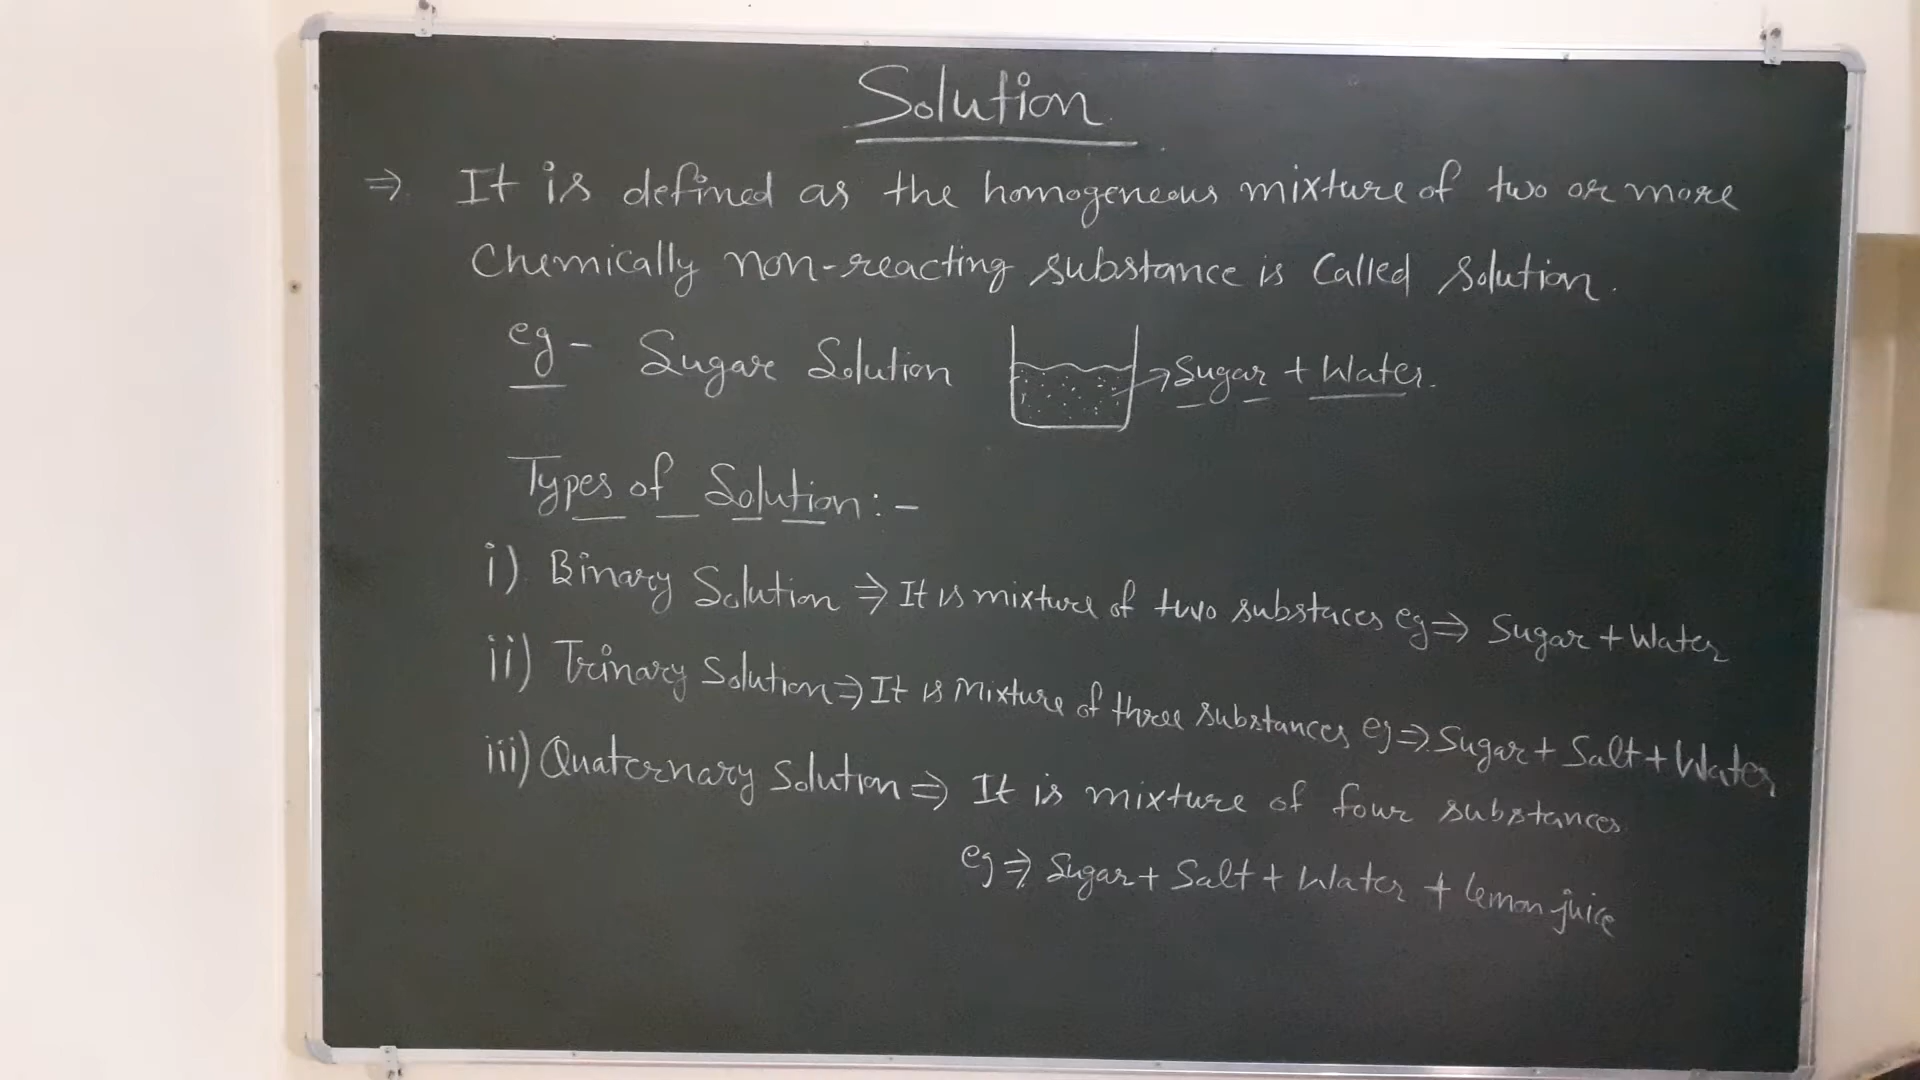 Solution
⇒ It is defined as the homogeneous mixture of two or more
Chemically non-reacting substance is Called solution.
eg - Sugar Solution → Sugar + Water.
Types of Solution :-
i) Binary Solution ⇒ It is mixture of two substaces eg ⇒ Sugar + Water
ii) Trinary Solution ⇒ It is Mixture of three substances eg ⇒ Sugar + Salt + Water
iii) Quaternary Solution ⇒ It is mixture of four substances
eg ⇒ Sugar + Salt + Water + lemon juice